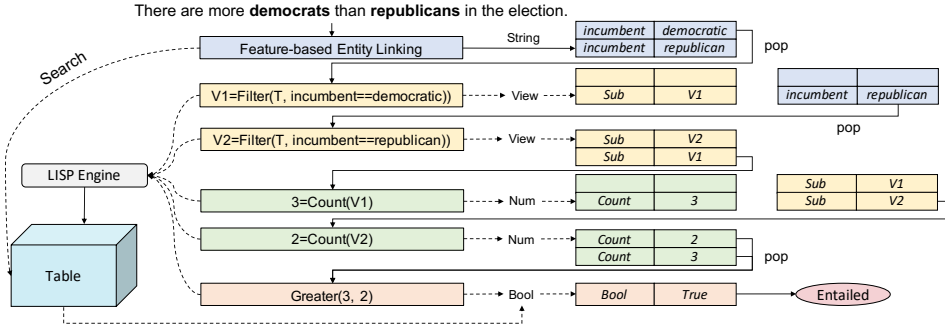 There are more democrats than republicans in the election.
Feature-based Entity Linking
String
incumbent democratic
incumbent republican
pop
Search
V1=Filter(T, incumbent==democratic))
View
Sub V1
incumbent republican
pop
V2=Filter(T, incumbent==republican))
View
Sub V2
Sub V1
LISP Engine
3=Count(V1)
Num
Count 3
Sub V1
Sub V2
2=Count(V2)
Num
Count 2
Count 3
pop
Table
Greater(3, 2)
Bool
Bool True
Entailed